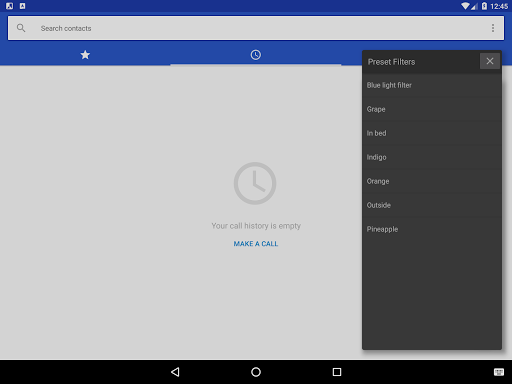 12:45
Search contacts
Preset Filters
Blue light filter
Grape
In bed
Indigo
Orange
Outside
Pineapple
Your call history is empty
MAKE A CALL